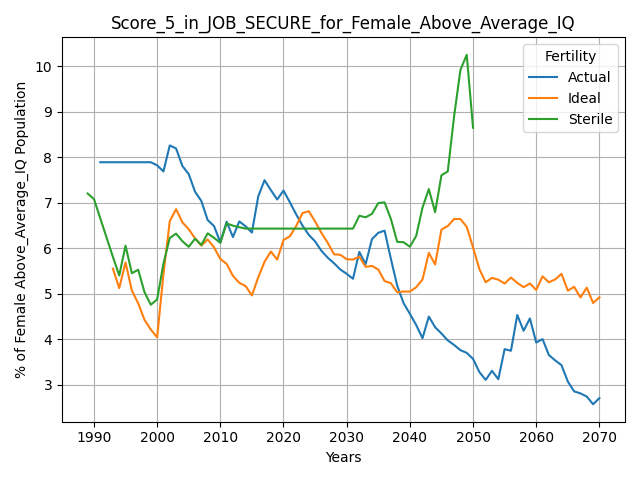 Score_5_in_JOB_SECURE_for_Female_Above_Average_IQ
% of Female Above_Average_IQ Population
10
9
8
7
6
5
4
3
Fertility
Actual
Ideal
Sterile
1990 2000 2010 2020 2030 2040 2050 2060 2070
Years